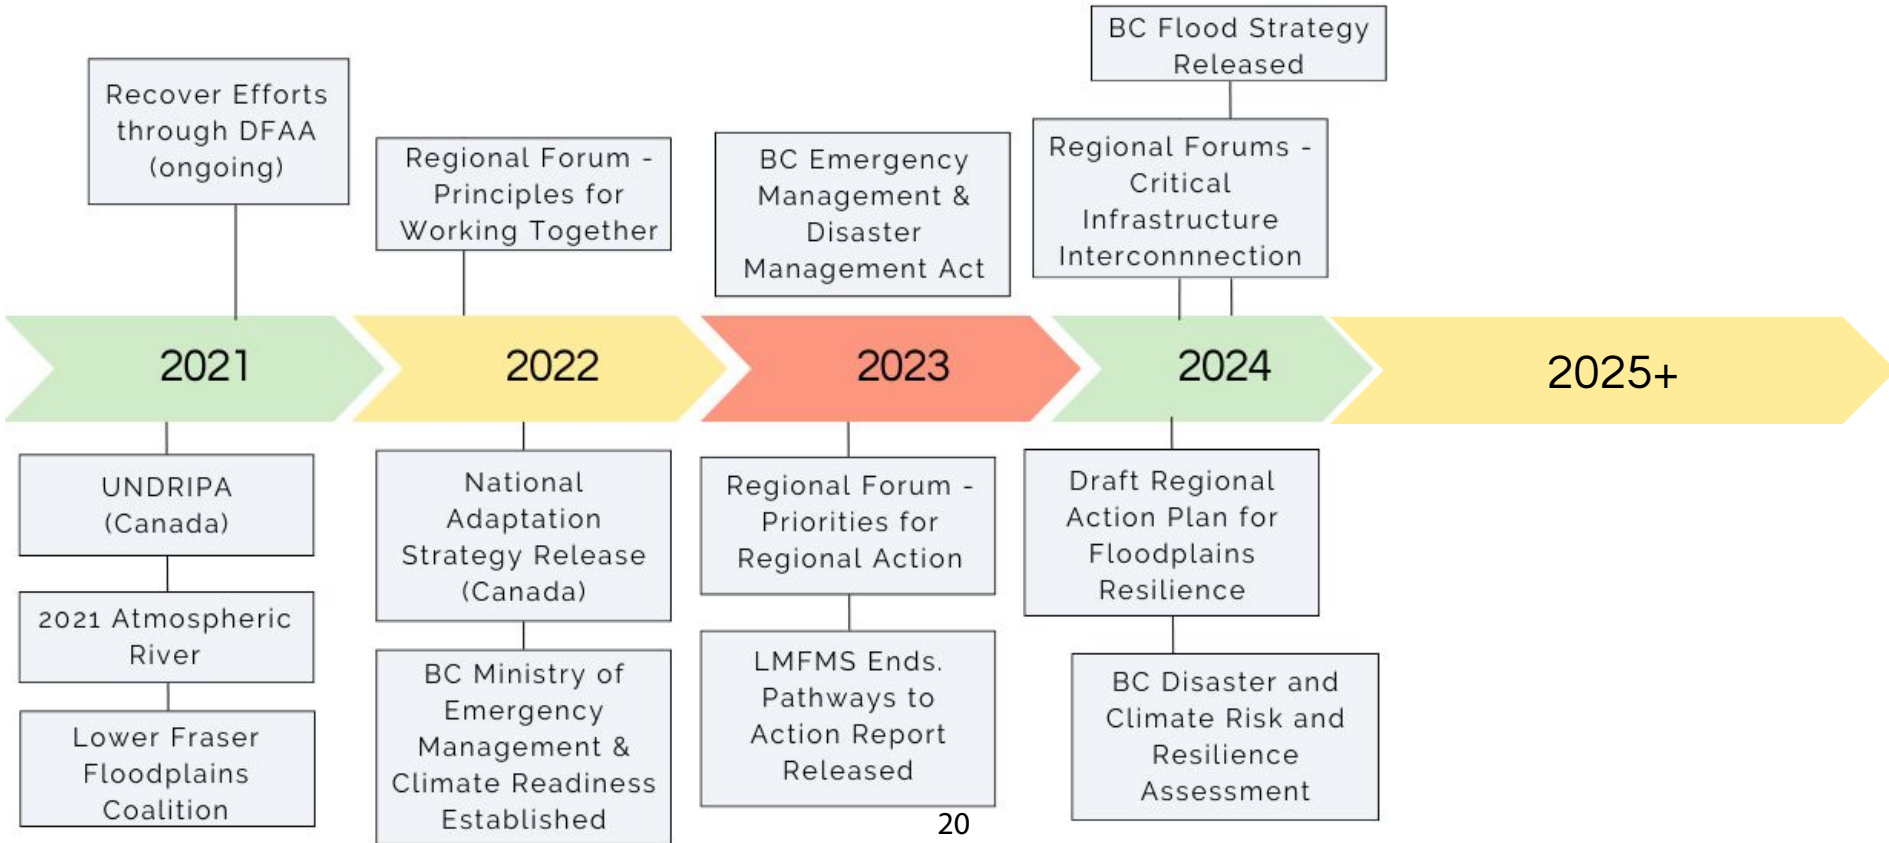 BC Flood Strategy
Released
Recover Efforts
through DFAA
(ongoing)
Regional Forum -
Principles for
Working Together
BC Emergency
Management &
Disaster
Management Act
Regional Forums -
Critical
Infrastructure
Interconnnection
2021
2022
2023
2024
2025+
UNDRIPA
(Canada)
2021 Atmospheric
River
Lower Fraser
Floodplains
Coalition
National
Adaptation
Strategy Release
(Canada)
BC Ministry of
Emergency
Management &
Climate Readiness
Established
Regional Forum -
Priorities for
Regional Action
LMFMS Ends.
Pathways to
Action Report
Released
Draft Regional
Action Plan for
Floodplains
Resilience
BC Disaster and
Climate Risk and
Resilience
Assessment
20